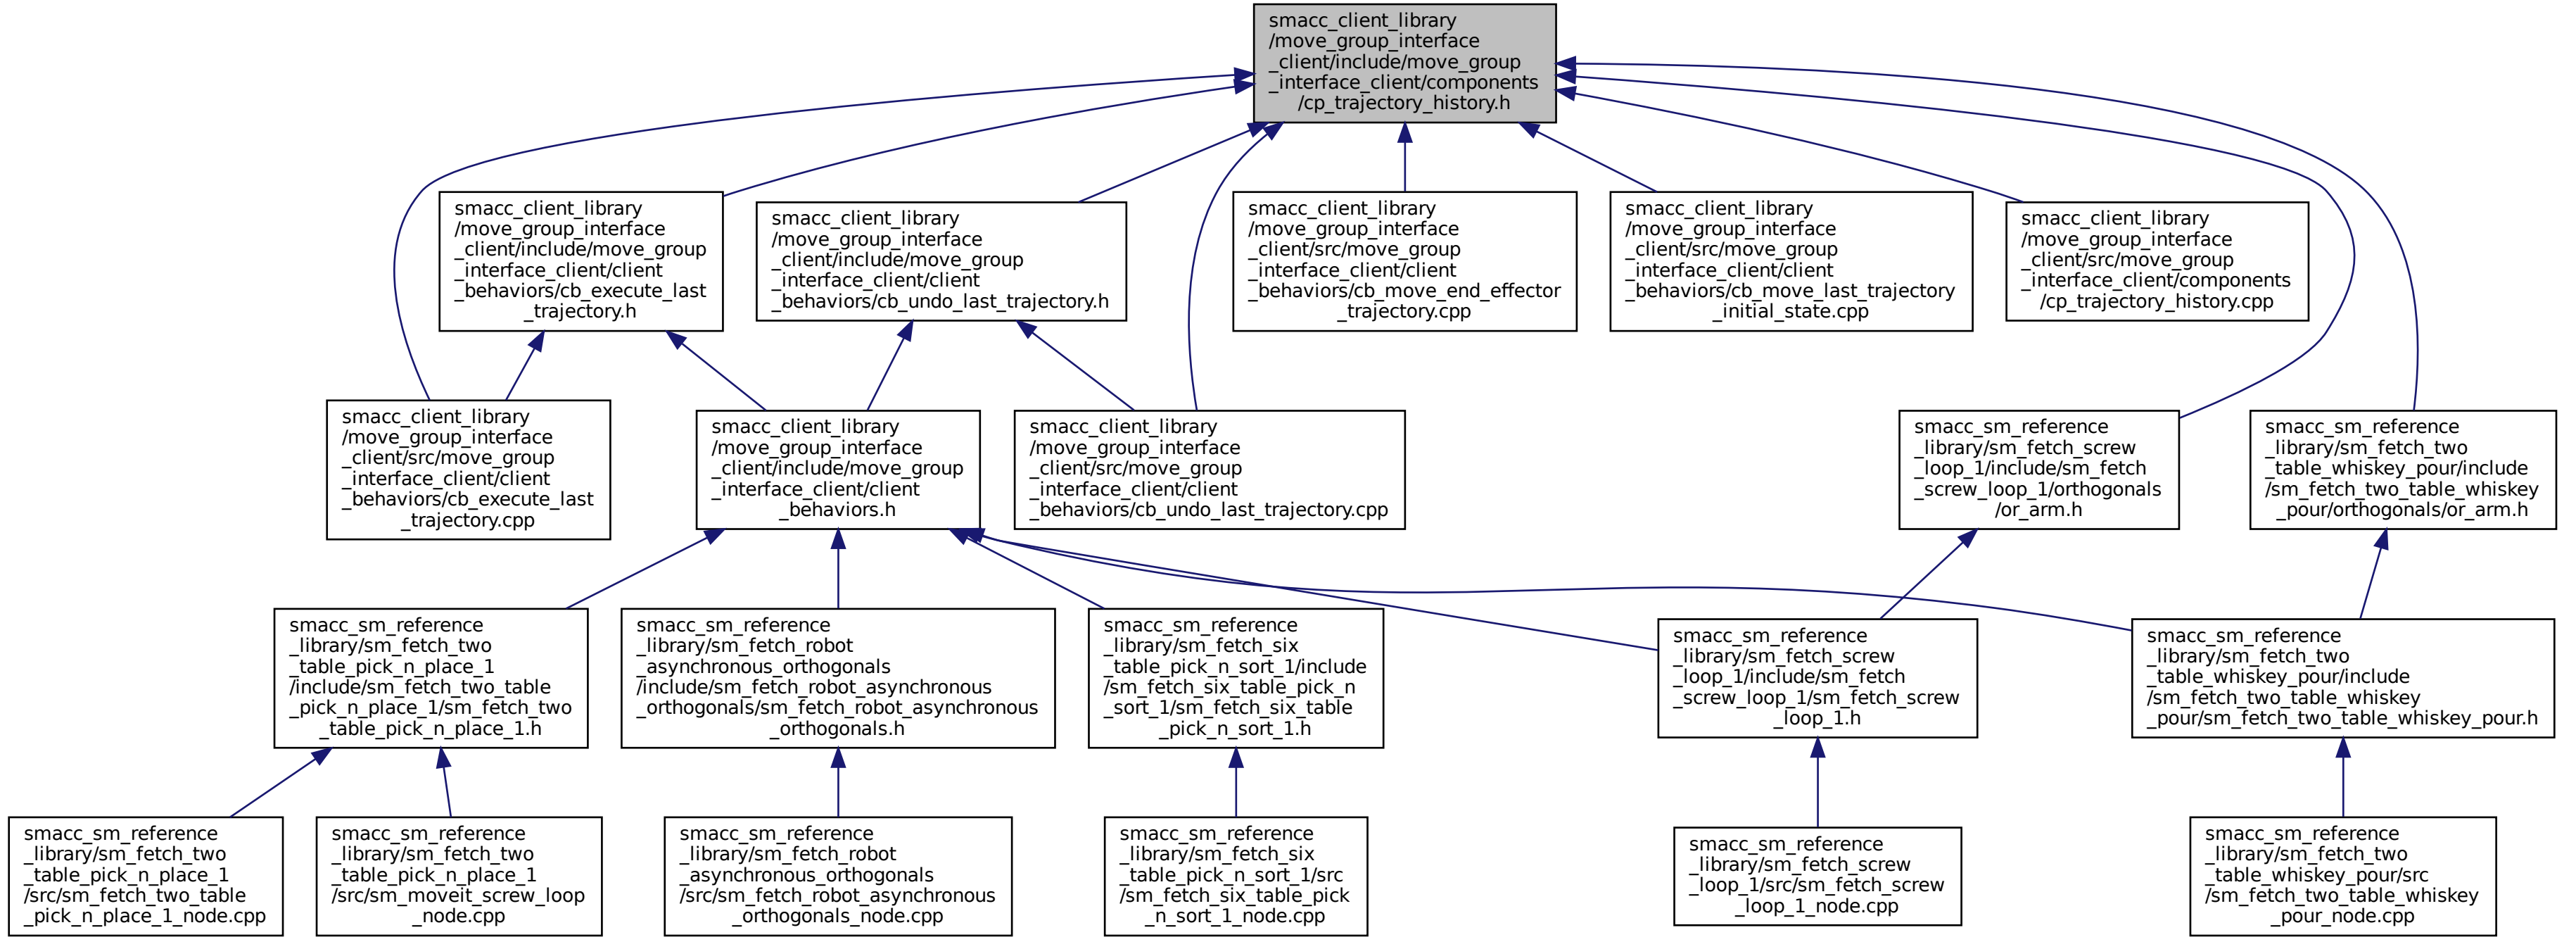 smacc_client_library
/move_group_interface
_client/include/move_group
_interface_client/components
/cp_trajectory_history.h
smacc_client_library
/move_group_interface
_client/include/move_group
_interface_client/client
_behaviors/cb_execute_last
_trajectory.h
smacc_client_library
/move_group_interface
_client/include/move_group
_interface_client/client
_behaviors/cb_undo_last_trajectory.h
smacc_client_library
/move_group_interface
_client/src/move_group
_interface_client/client
_behaviors/cb_move_end_effector
_trajectory.cpp
smacc_client_library
/move_group_interface
_client/src/move_group
_interface_client/client
_behaviors/cb_move_last_trajectory
_initial_state.cpp
smacc_client_library
/move_group_interface
_client/src/move_group
_interface_client/components
/cp_trajectory_history.cpp
smacc_client_library
/move_group_interface
_client/src/move_group
_interface_client/client
_behaviors/cb_execute_last
_trajectory.cpp
smacc_client_library
/move_group_interface
_client/include/move_group
_interface_client/client
_behaviors.h
smacc_client_library
/move_group_interface
_client/src/move_group
_interface_client/client
_behaviors/cb_undo_last_trajectory.cpp
smacc_sm_reference
_library/sm_fetch_screw
_loop_1/include/sm_fetch
_screw_loop_1/orthogonals
/or_arm.h
smacc_sm_reference
_library/sm_fetch_two
_table_whiskey_pour/include
/sm_fetch_two_table_whiskey
_pour/orthogonals/or_arm.h
smacc_sm_reference
_library/sm_fetch_two
_table_pick_n_place_1
/include/sm_fetch_two_table
_pick_n_place_1/sm_fetch_two
_table_pick_n_place_1.h
smacc_sm_reference
_library/sm_fetch_robot
_asynchronous_orthogonals
/include/sm_fetch_robot_asynchronous
_orthogonals/sm_fetch_robot_asynchronous
_orthogonals.h
smacc_sm_reference
_library/sm_fetch_six
_table_pick_n_sort_1/include
/sm_fetch_six_table_pick_n
_sort_1/sm_fetch_six_table
_pick_n_sort_1.h
smacc_sm_reference
_library/sm_fetch_screw
_loop_1/include/sm_fetch
_screw_loop_1/sm_fetch_screw
_loop_1.h
smacc_sm_reference
_library/sm_fetch_two
_table_whiskey_pour/include
/sm_fetch_two_table_whiskey
_pour/sm_fetch_two_table_whiskey_pour.h
smacc_sm_reference
_library/sm_fetch_two
_table_pick_n_place_1
/src/sm_fetch_two_table
_pick_n_place_1_node.cpp
smacc_sm_reference
_library/sm_fetch_two
_table_pick_n_place_1
/src/sm_moveit_screw_loop
_node.cpp
smacc_sm_reference
_library/sm_fetch_robot
_asynchronous_orthogonals
/src/sm_fetch_robot_asynchronous
_orthogonals_node.cpp
smacc_sm_reference
_library/sm_fetch_six
_table_pick_n_sort_1/src
/sm_fetch_six_table_pick
_n_sort_1_node.cpp
smacc_sm_reference
_library/sm_fetch_screw
_loop_1/src/sm_fetch_screw
_loop_1_node.cpp
smacc_sm_reference
_library/sm_fetch_two
_table_whiskey_pour/src
/sm_fetch_two_table_whiskey
_pour_node.cpp